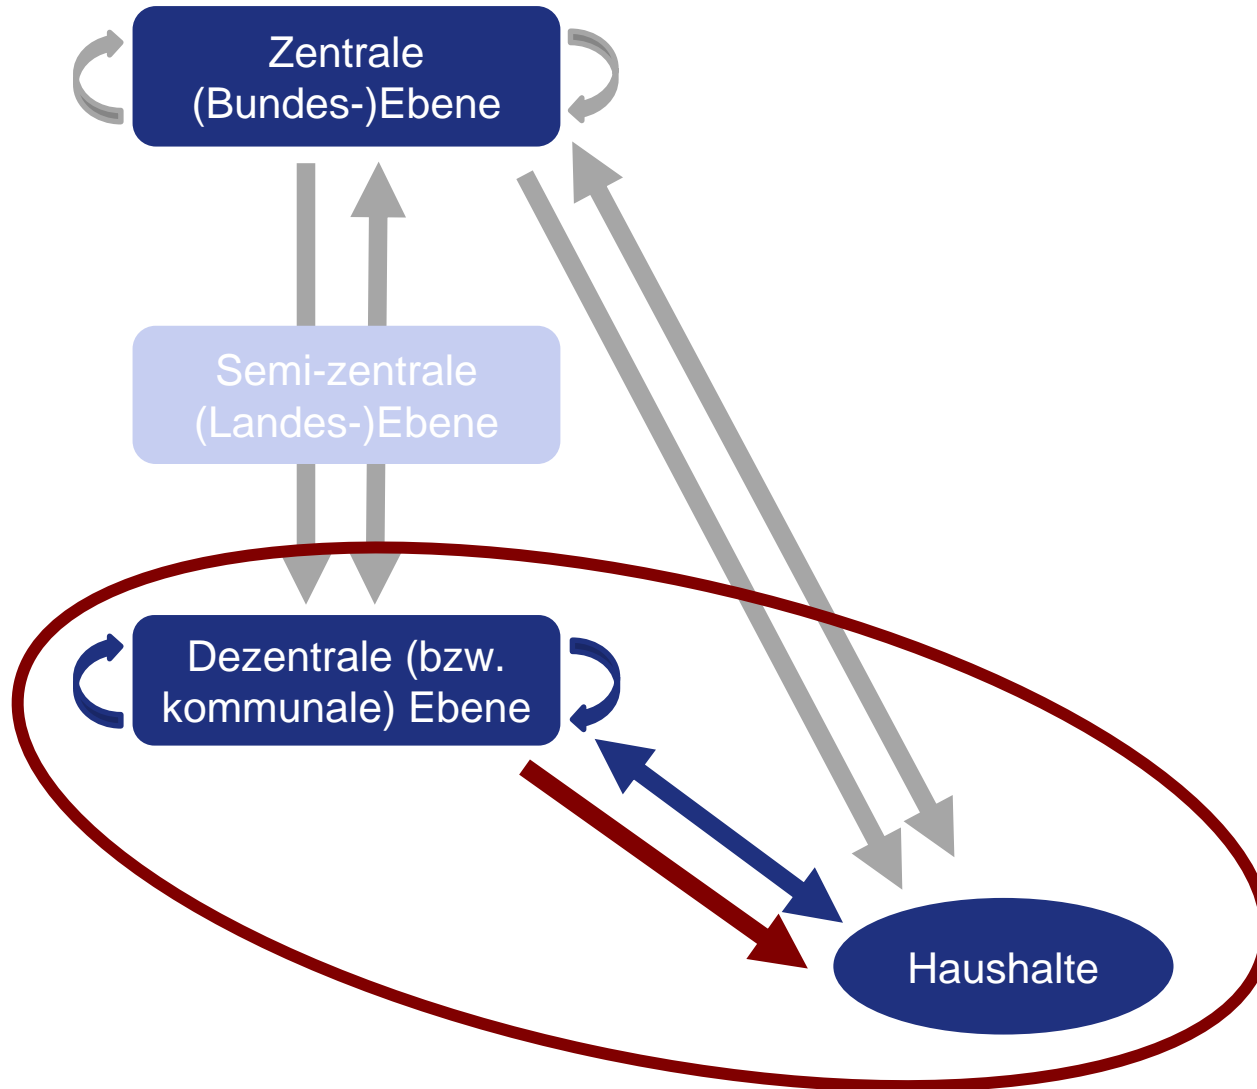 Zentrale
(Bundes-)Ebene
Semi-zentrale
(Landes-)Ebene
Dezentrale (bzw.
kommunale) Ebene
Haushalte